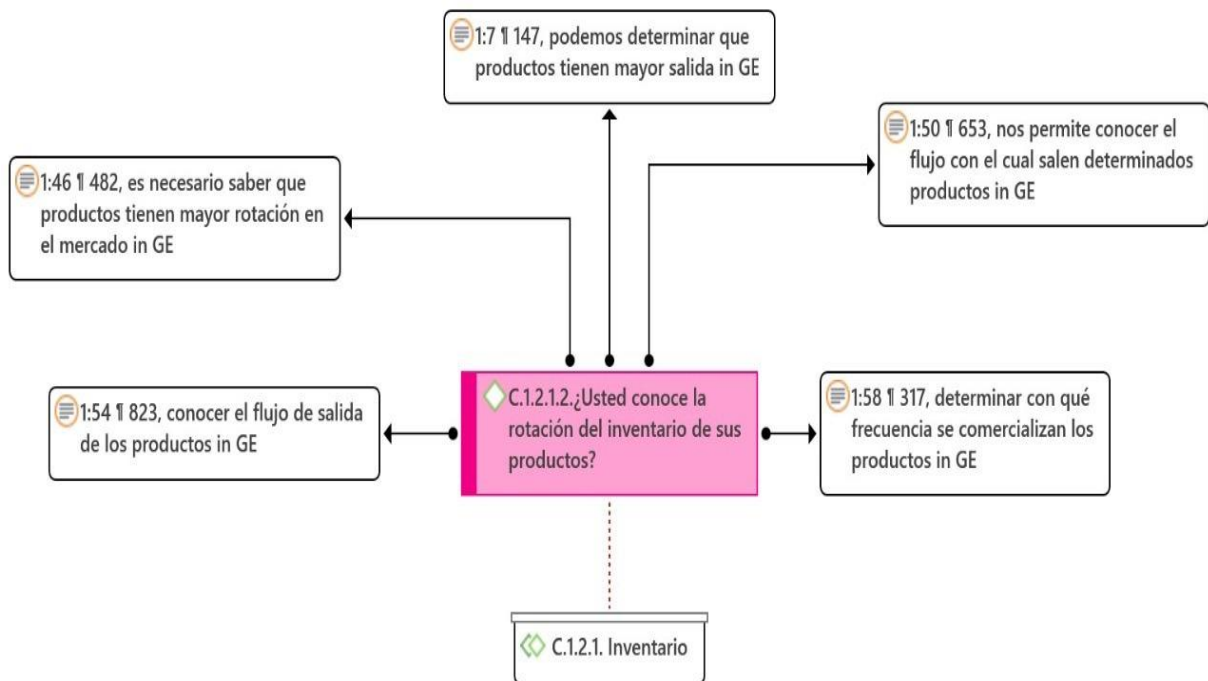 1:7 ¶ 147, podemos determinar que
productos tienen mayor salida in GE
1:50 ¶ 653, nos permite conocer el
flujo con el cual salen determinados
productos in GE
1:46 ¶ 482, es necesario saber que
productos tienen mayor rotación en
el mercado in GE
1:54 ¶ 823, conocer el flujo de salida
de los productos in GE
C.1.2.1.2.¿Usted conoce la
rotación del inventario de sus
productos?
1:58 ¶ 317, determinar con qué
frecuencia se comercializan los
productos in GE
C.1.2.1. Inventario